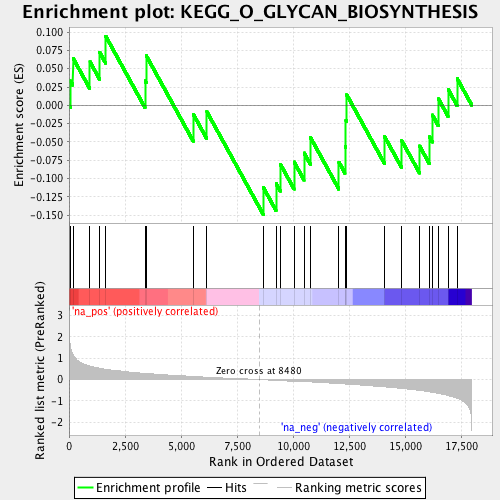 Enrichment plot: KEGG_O_GLYCAN_BIOSYNTHESIS
Enrichment score (ES)
0.100
0.075
0.050
0.025
0.000
-0.025
-0.050
-0.075
-0.100
-0.125
-0.150
'na_pos' (positively correlated)
Ranked list metric (PreRanked)
3
2
1
0
-1
-2
Zero cross at 8480
'na_neg' (negatively correlated)
0
2,500
5,000
7,500
10,000
12,500
15,000
17,500
Rank in Ordered Dataset
Enrichment profile
Hits
Ranking metric scores